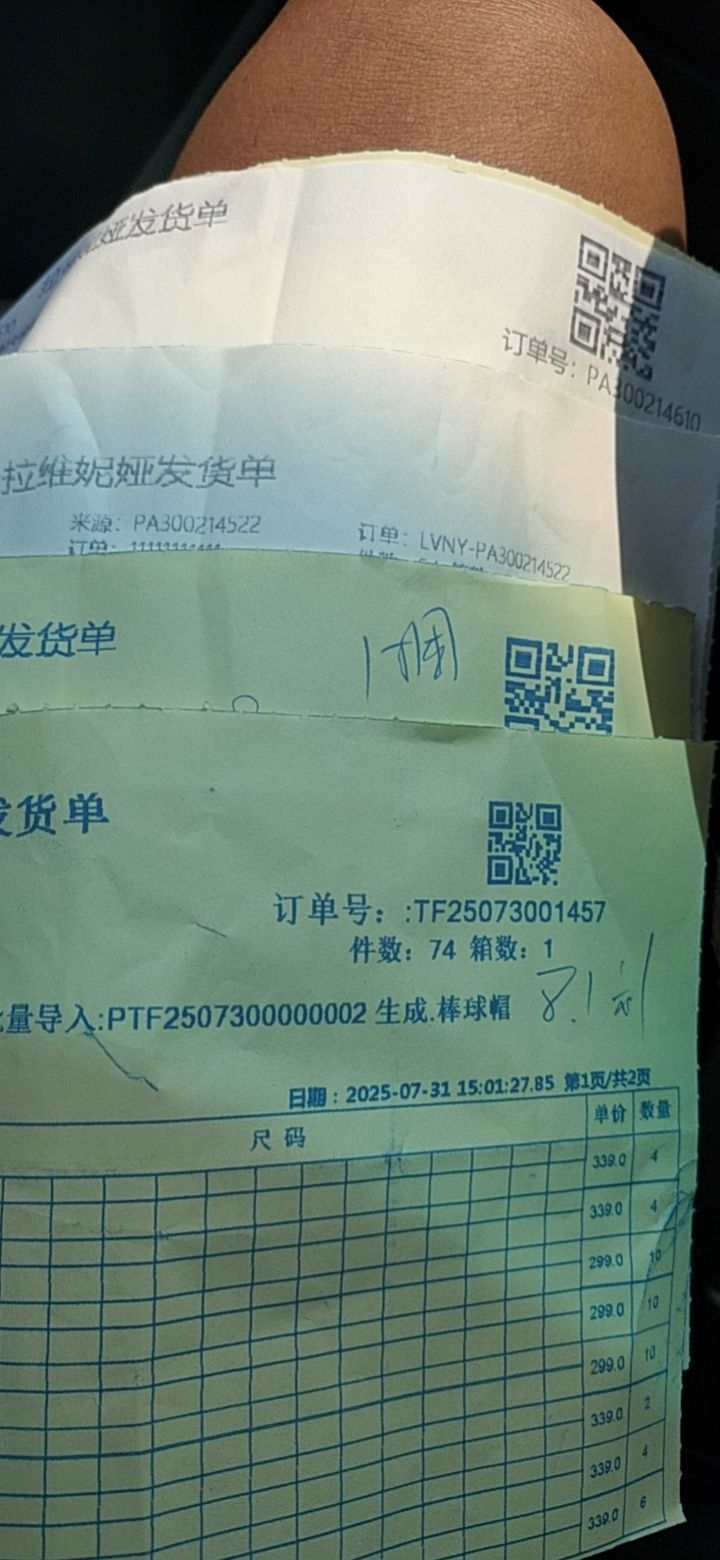 娅发货单
订单号：PA300214610
拉维妮娅发货单
来源：PA300214522
订单：LVNY-PA300214522
订单：
发货单
1捆
发货单
订单号：:TF25073001457
件数：74 箱数：1
量导入:PTF2507300000002 生成.棒球帽
8.1
日期：2025-07-31 15:01:27.85 第1页/共2页
尺 码 单价 数量
339.0 4
339.0 4
299.0 10
299.0 10
299.0 10
339.0 2
339.0 4
339.0 6